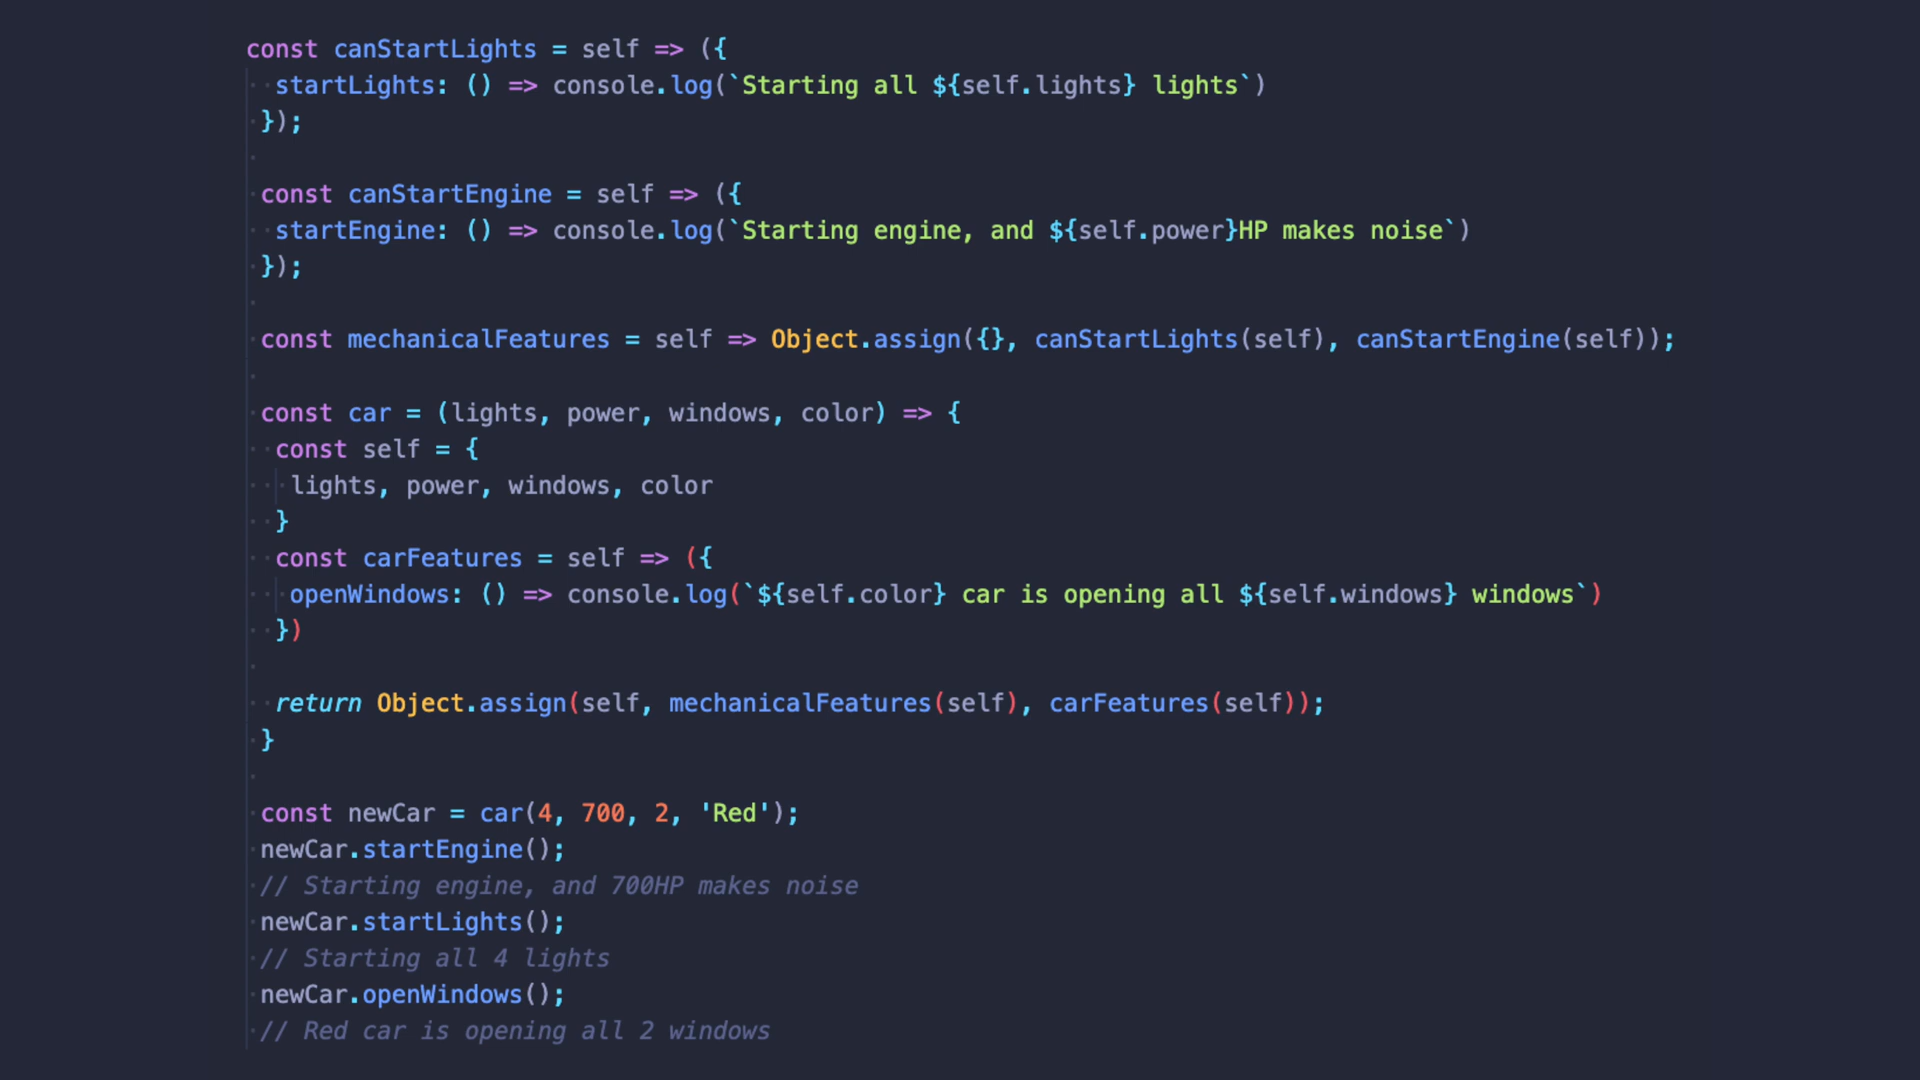 const canStartLights = self => ({
  startLights: () => console.log(`Starting all ${self.lights} lights`)
 });

 const canStartEngine = self => ({
  startEngine: () => console.log(`Starting engine, and ${self.power}HP makes noise`)
 });

 const mechanicalFeatures = self => Object.assign({}, canStartLights(self), canStartEngine(self));

 const car = (lights, power, windows, color) => {
  const self = {
   lights, power, windows, color
  }
  const carFeatures = self => ({
   openWindows: () => console.log(`${self.color} car is opening all ${self.windows} windows`)
  })

  return Object.assign(self, mechanicalFeatures(self), carFeatures(self));
 }

 const newCar = car(4, 700, 2, 'Red');
 newCar.startEngine();
 // Starting engine, and 700HP makes noise
 newCar.startLights();
 // Starting all 4 lights
 newCar.openWindows();
 // Red car is opening all 2 windows